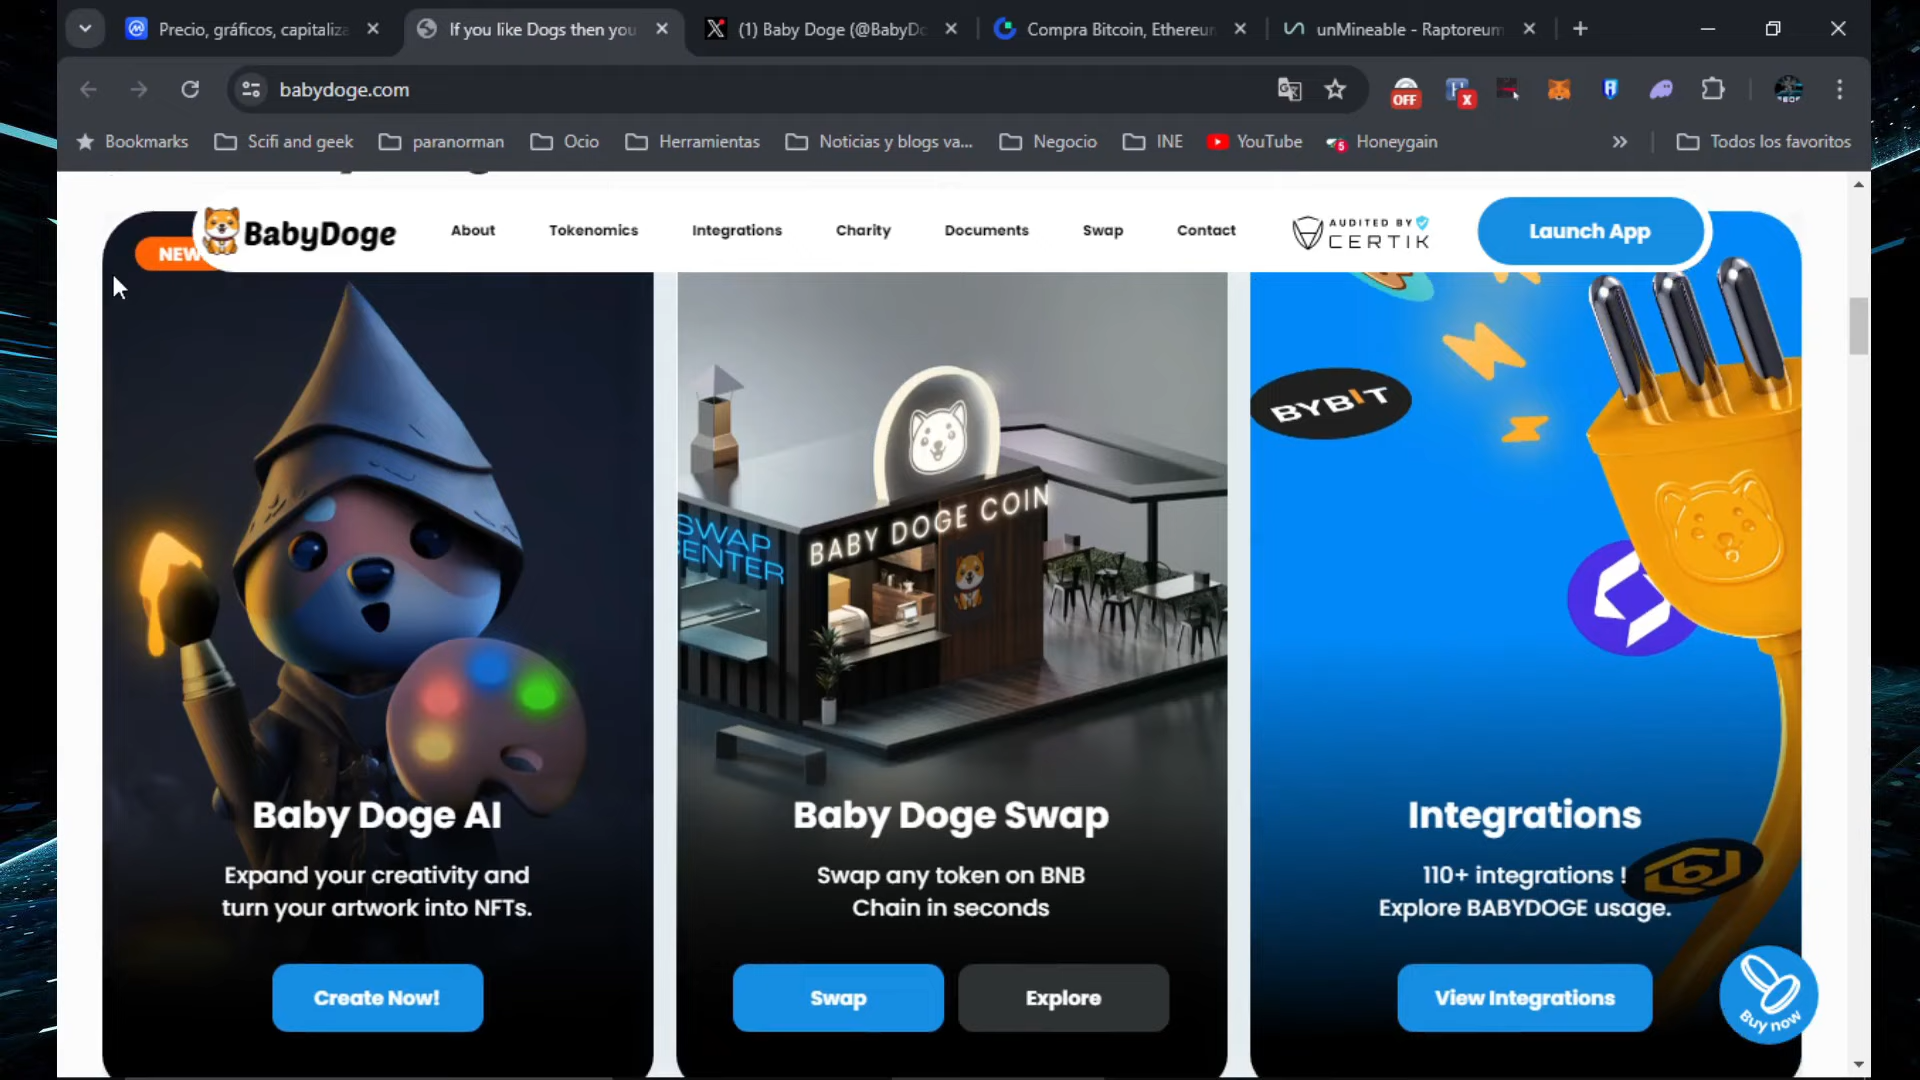 Precio, gráficos, capitaliza
If you like Dogs then you
(1) Baby Doge (@BabyDo
Compra Bitcoin, Ethereun
unMineable - Raptoreum
babydoge.com
OFF
Bookmarks
Scifi and geek
paranorman
Ocio
Herramientas
Noticias y blogs va...
Negocio
INE
YouTube
5
Honeygain
Todos los favoritos
NEW
BabyDoge
About
Tokenomics
Integrations
Charity
Documents
Swap
Contact
AUDITED BY
CERTIK
Launch App
BYBIT
SWAP
CENTER
BABY DOGE COIN
Baby Doge AI
Expand your creativity and
turn your artwork into NFTs.
Create Now!
Baby Doge Swap
Swap any token on BNB
Chain in seconds
Swap
Explore
Integrations
110+ integrations !
Explore BABYDOGE usage.
View Integrations
Buy now